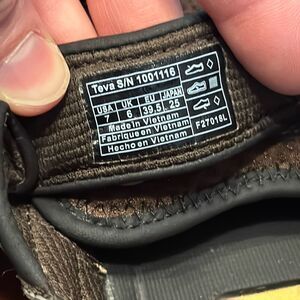 Teva S/N 1001116
USA UK EU JAPAN
7 6 39.5 25
Made in Vietnam
Fabriqué en Vietnam
Hecho en Vietnam
F27018L